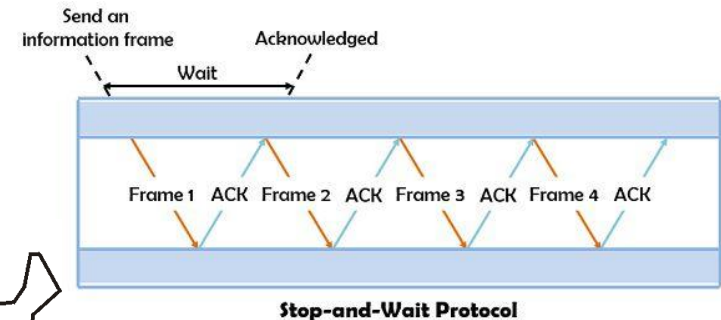 Send an
information frame
Acknowledged
Wait
Frame 1 ACK Frame 2 ACK Frame 3 ACK Frame 4 ACK
Stop-and-Wait Protocol